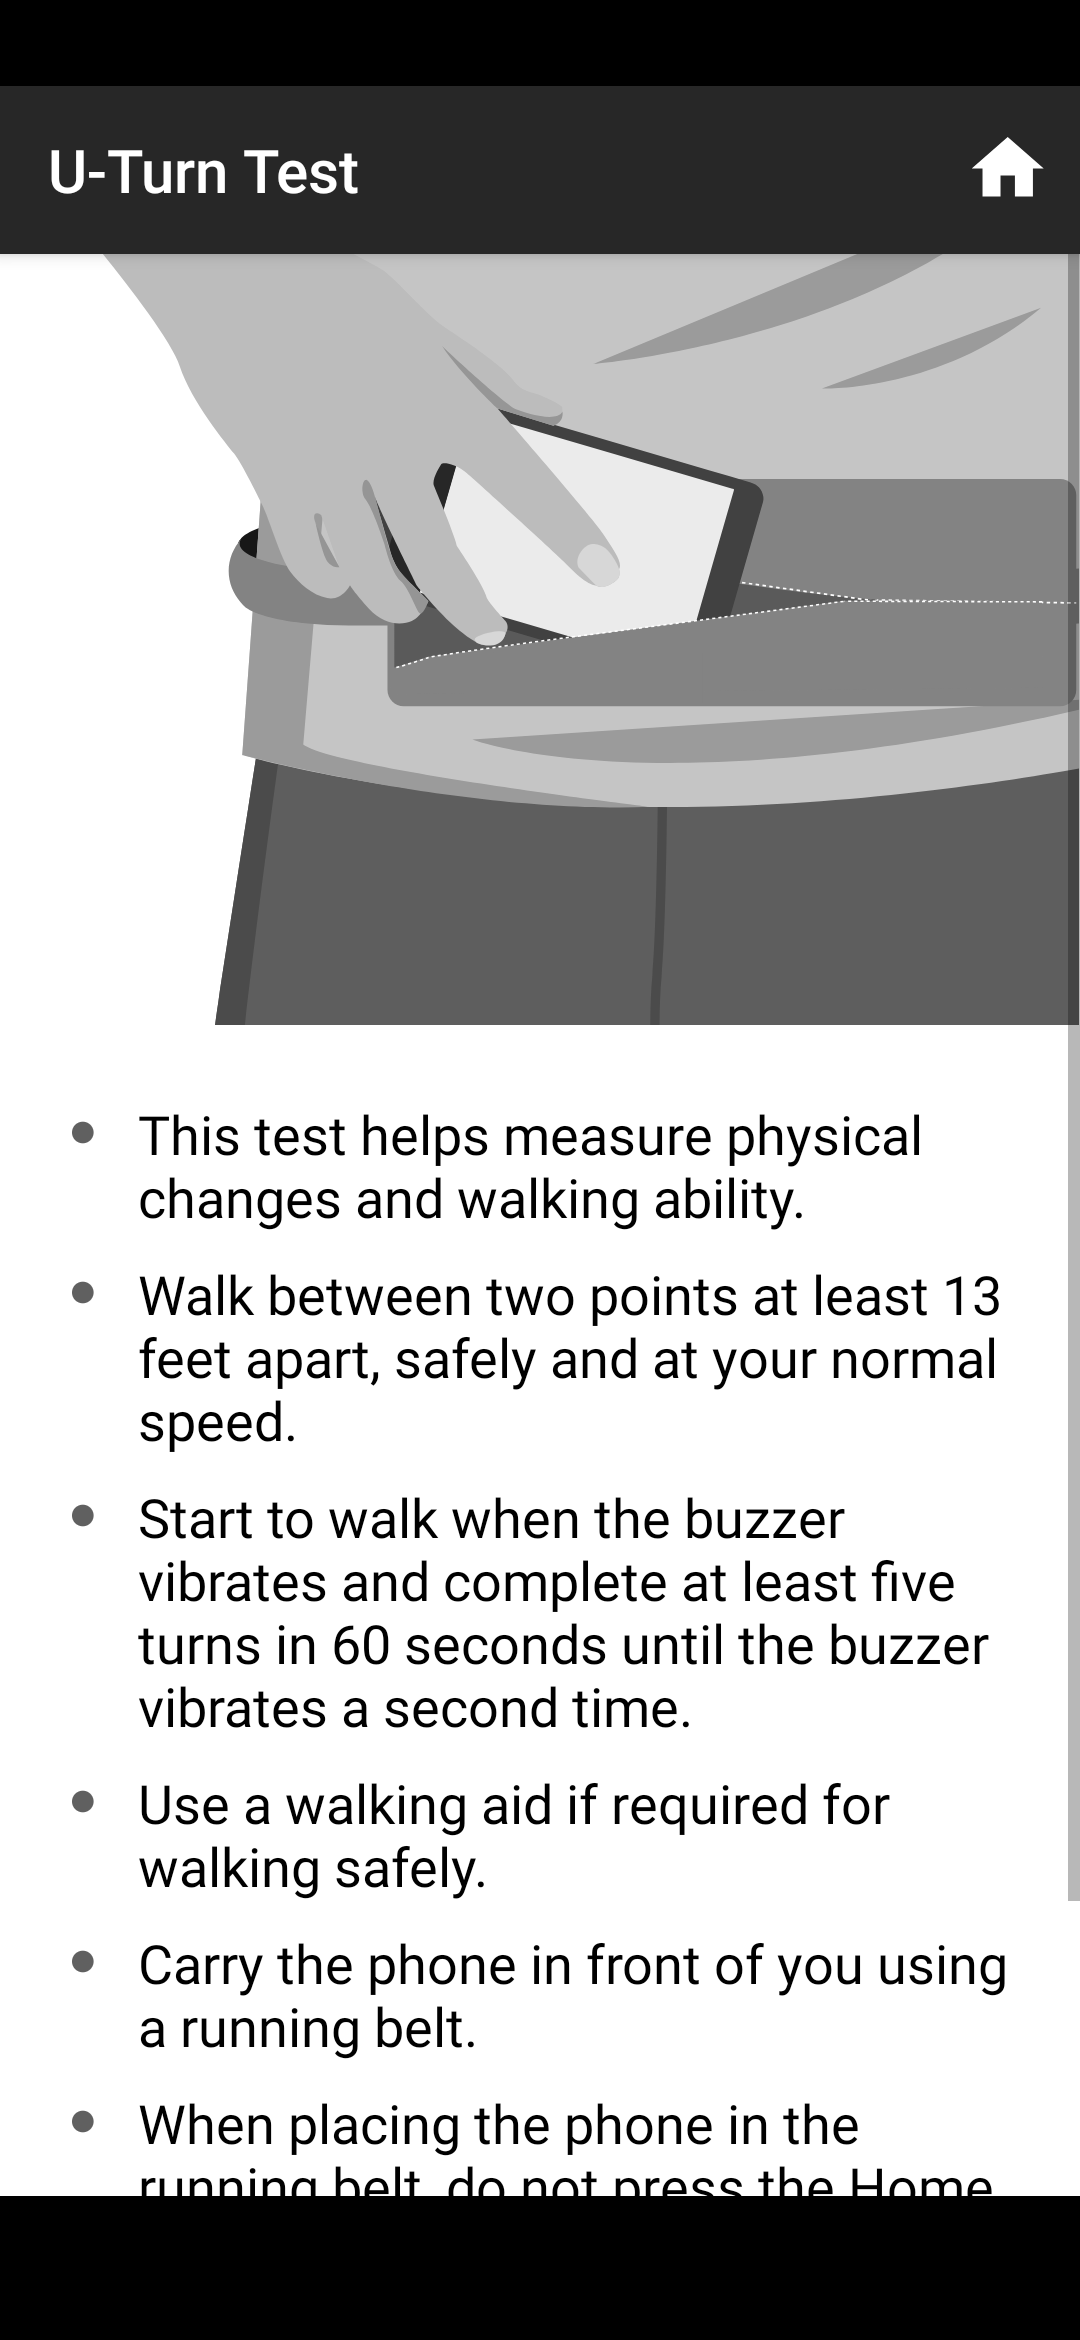 U-Turn Test
This test helps measure physical
changes and walking ability.
Walk between two points at least 13
feet apart, safely and at your normal
speed.
Start to walk when the buzzer
vibrates and complete at least five
turns in 60 seconds until the buzzer
vibrates a second time.
Use a walking aid if required for
walking safely.
Carry the phone in front of you using
a running belt.
When placing the phone in the
running belt, do not press the Home